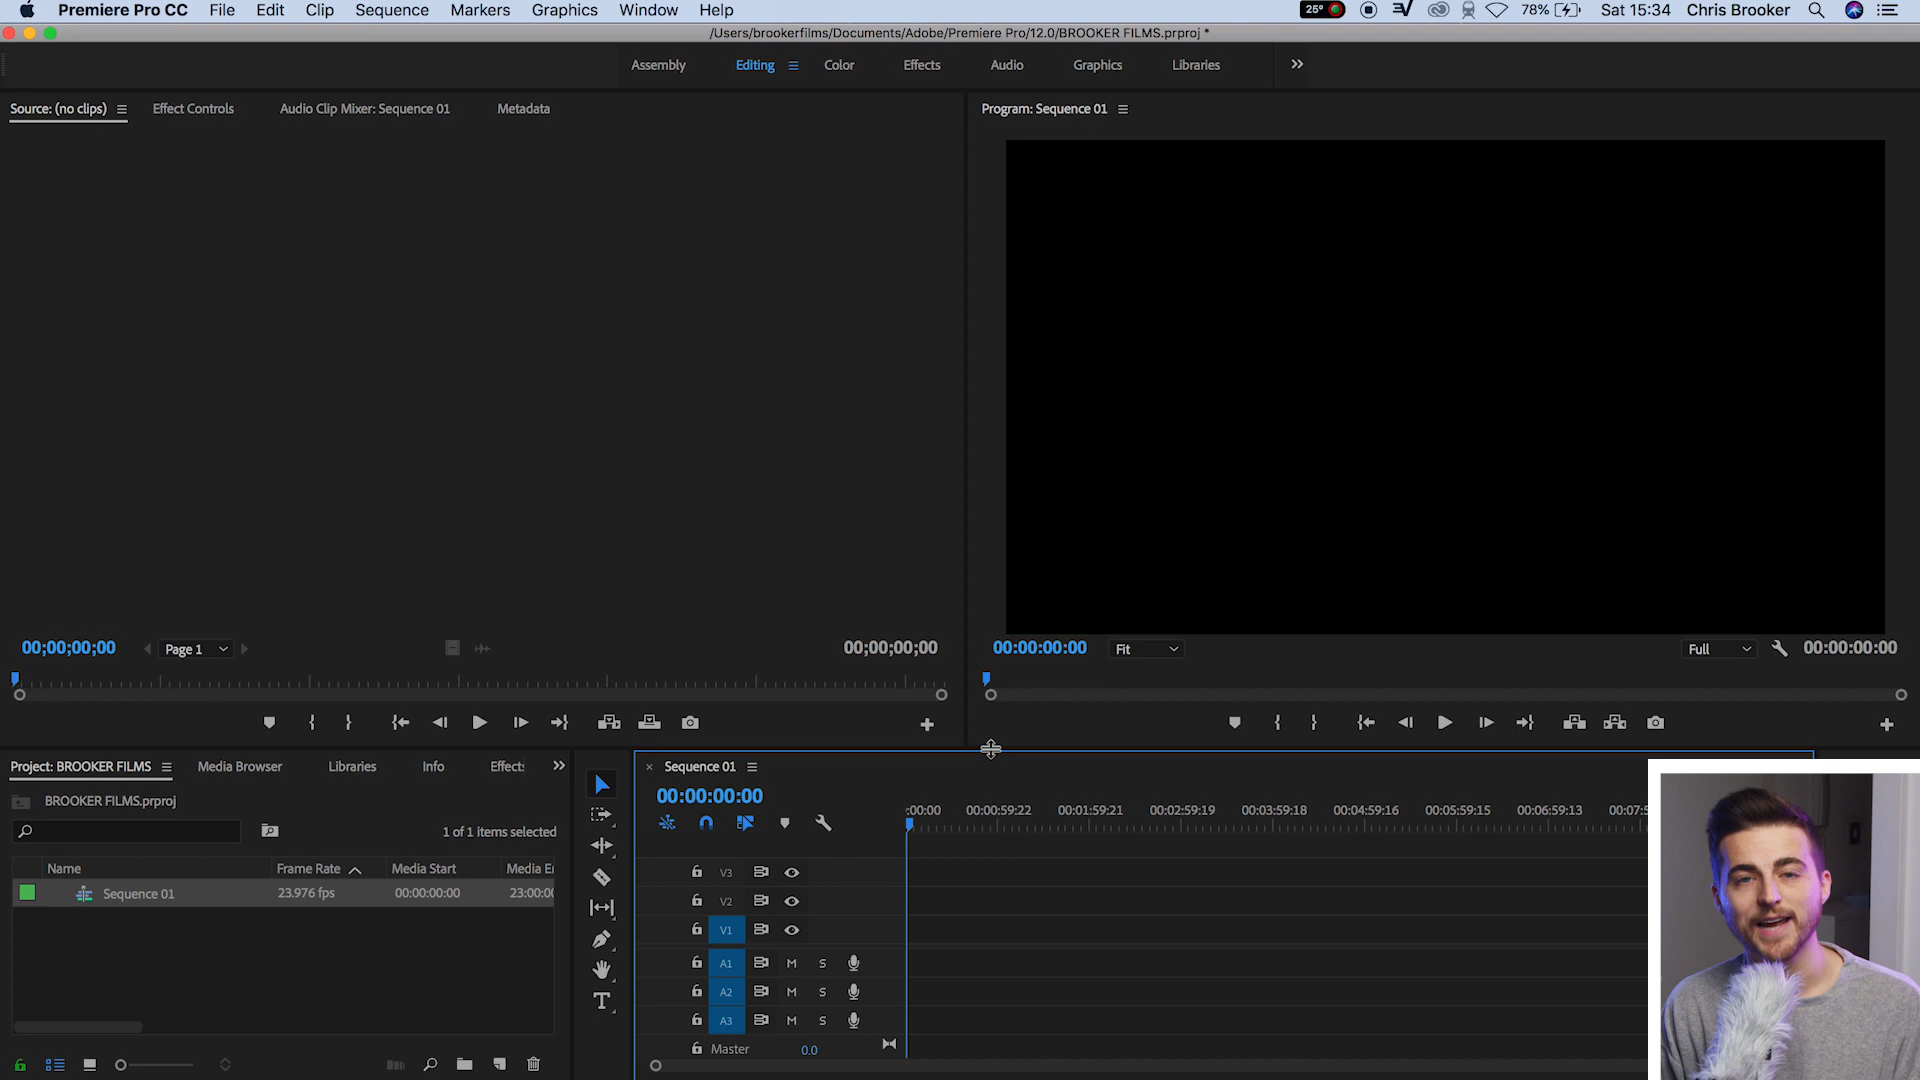 Premiere Pro CC File Edit Clip Sequence Markers Graphics Window Help 25° 78% Sat 15:34 Chris Brooker
/Users/brookerfilms/Documents/Adobe/Premiere Pro/12.0/BROOKER FILMS.prproj *
Assembly Editing Color Effects Audio Graphics Libraries
Source: (no clips) Effect Controls Audio Clip Mixer: Sequence 01 Metadata Program: Sequence 01
00;00;00;00 Page 1 00;00;00;00 00:00:00:00 Fit Full 00:00:00:00
Project: BROOKER FILMS Media Browser Libraries Info Effects Sequence 01
BROOKER FILMS.prproj 00:00:00:00
:00:00 00:00:59:22 00:01:59:21 00:02:59:19 00:03:59:18 00:04:59:16 00:05:59:15 00:06:59:13 00:07:5
1 of 1 items selected
Name Frame Rate Media Start Media E
Sequence 01 23.976 fps 00:00:00:00 23:00:0
V3
V2
V1
A1 M S
A2 M S
A3 M S
Master 0.0
T